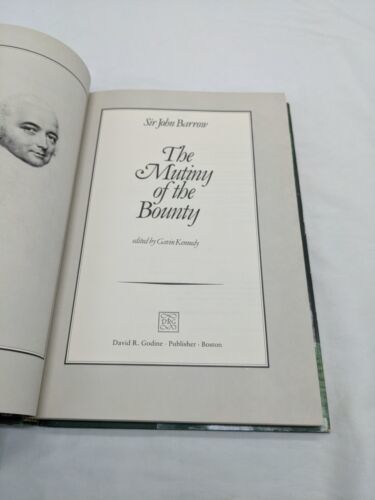 Sir John Barrow
The
Mutiny
of the
Bounty
edited by Gavin Kennedy
DRG
David R. Godine · Publisher · Boston